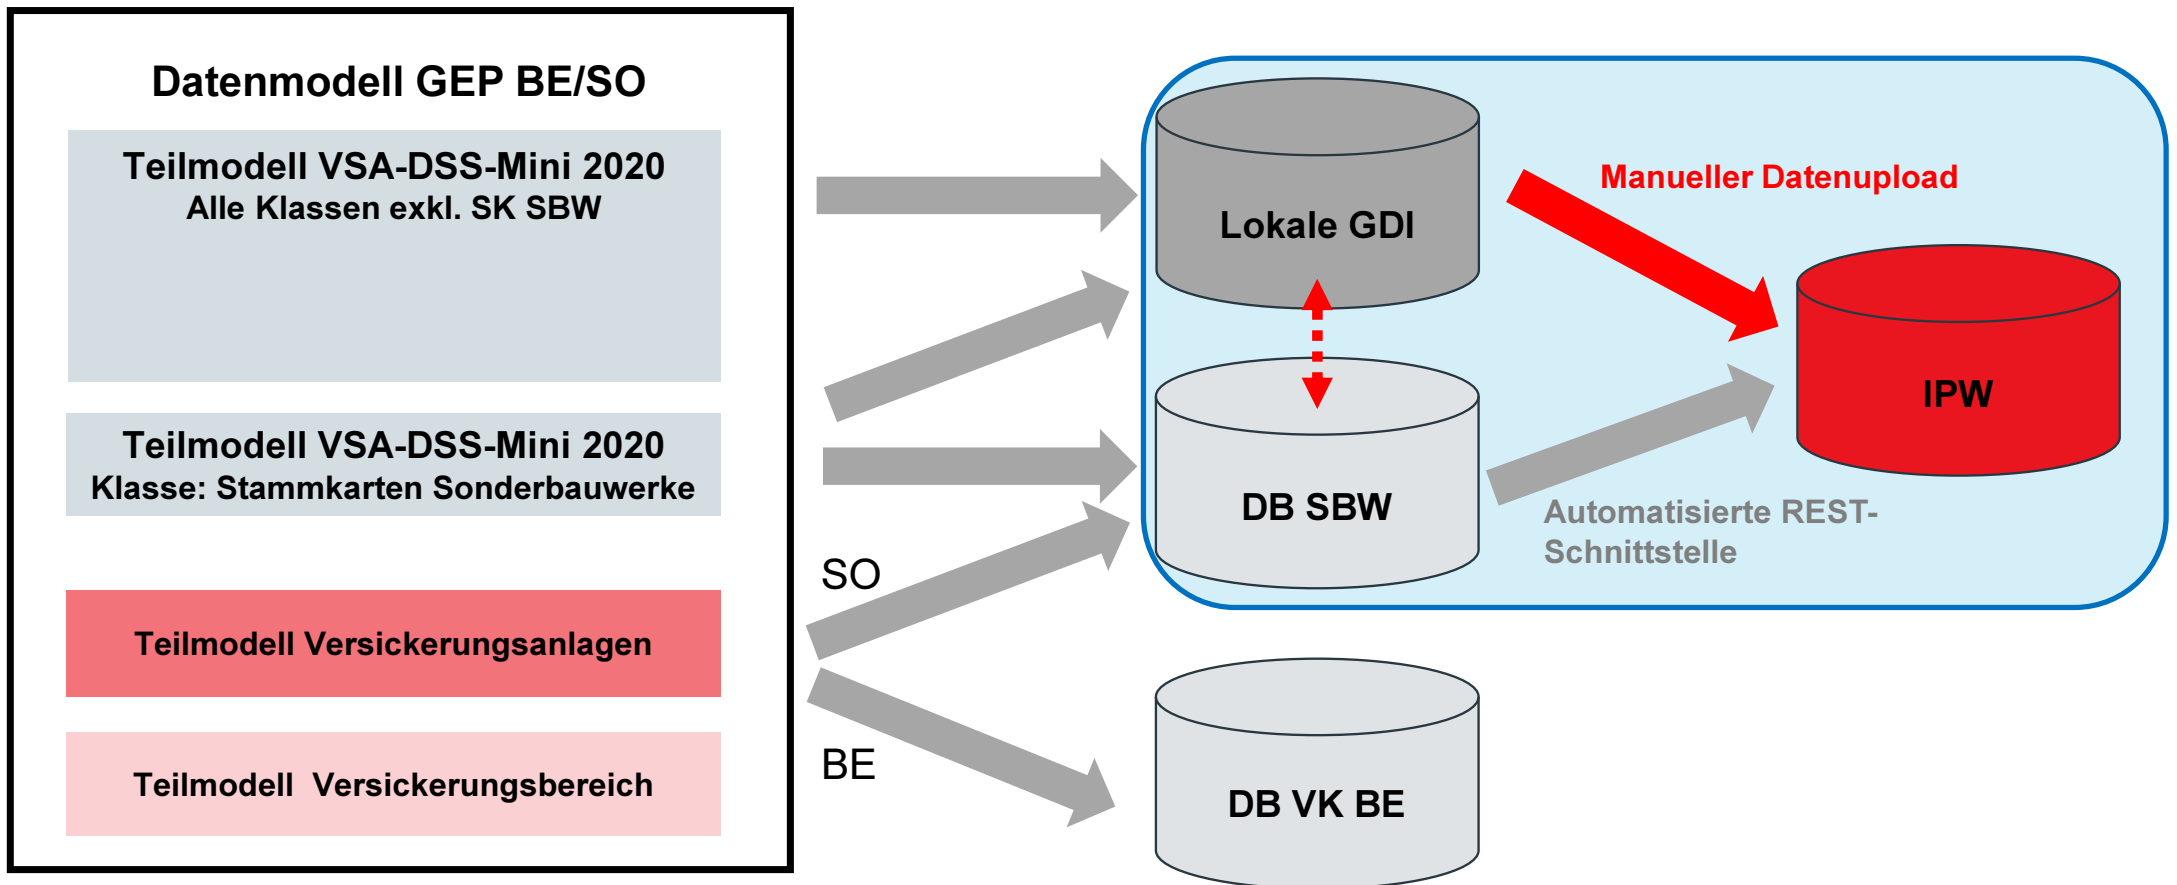 Datenmodell GEP BE/SO
Teilmodell VSA-DSS-Mini 2020
Alle Klassen exkl. SK SBW
Teilmodell VSA-DSS-Mini 2020
Klasse: Stammkarten Sonderbauwerke
Teilmodell Versickerungsanlagen
Teilmodell  Versickerungsbereich
SO
BE
Lokale GDI
DB SBW
DB VK BE
Manueller Datenupload
IPW
Automatisierte REST-
Schnittstelle